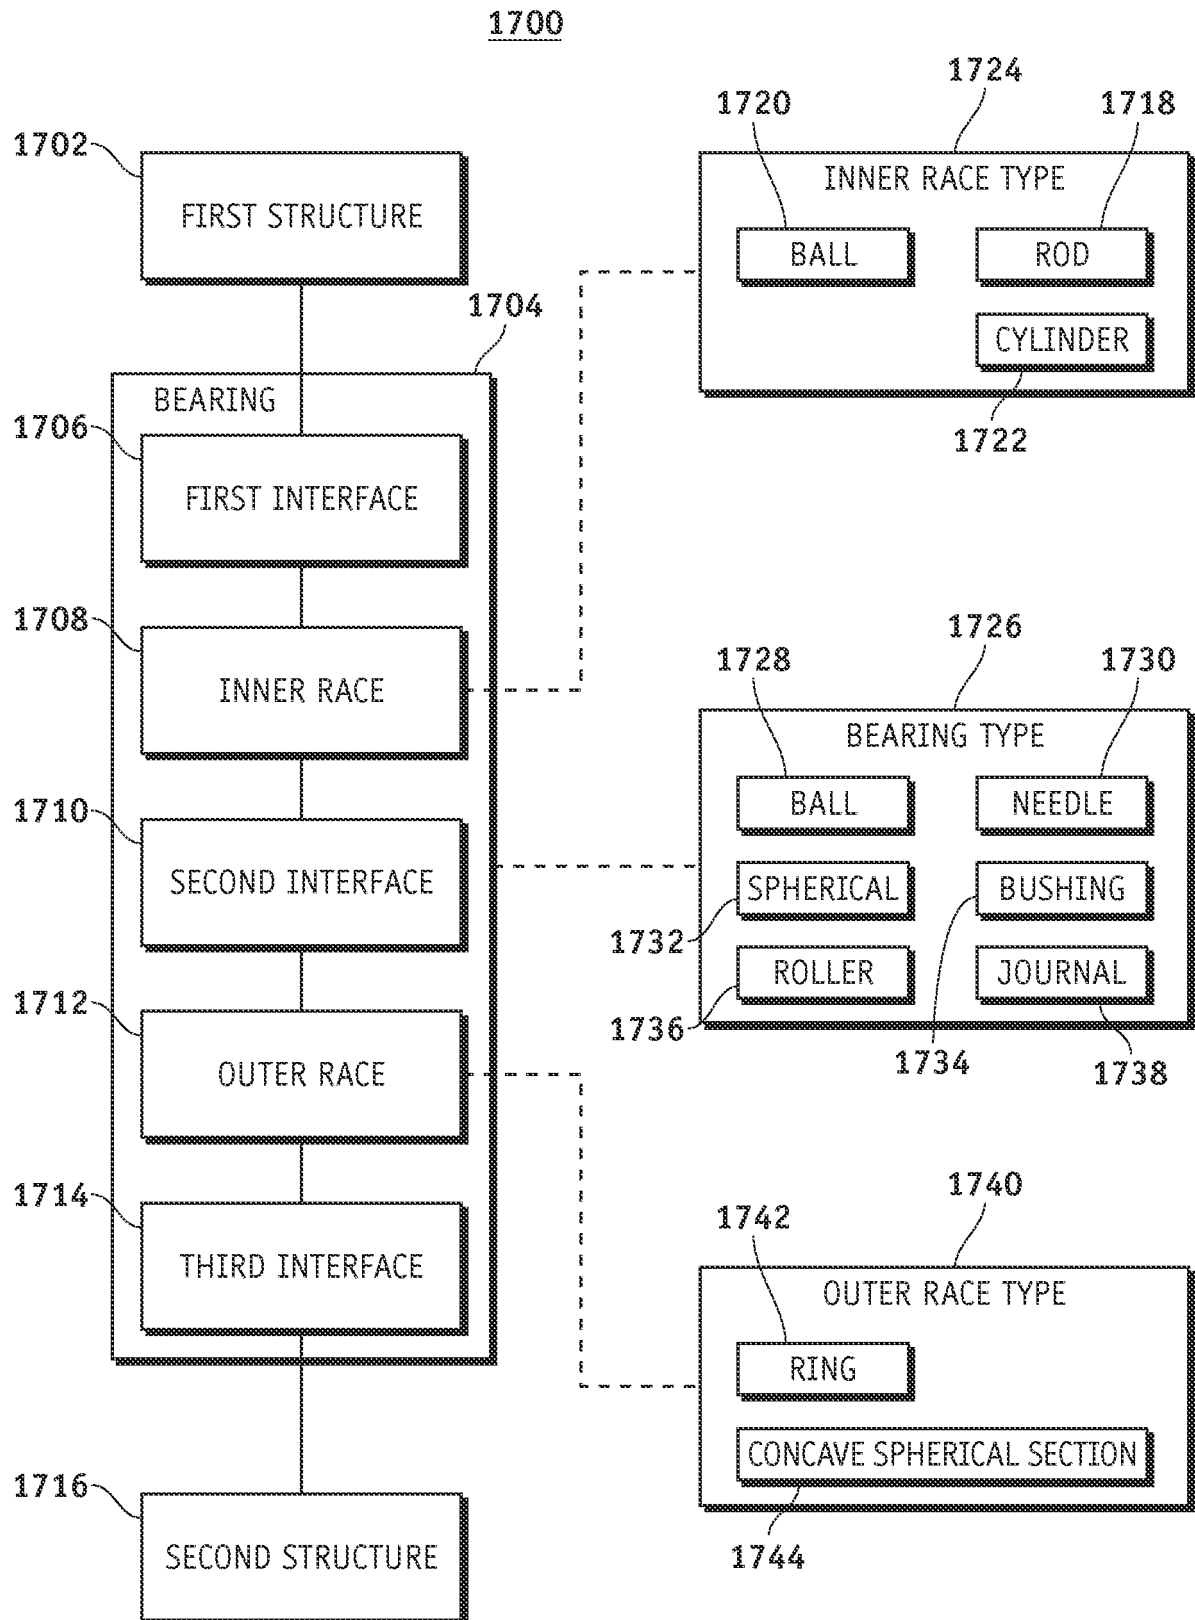 1700
1702
FIRST STRUCTURE
1704
BEARING
1706
FIRST INTERFACE
1708
INNER RACE
1710
SECOND INTERFACE
1712
OUTER RACE
1714
THIRD INTERFACE
1716
SECOND STRUCTURE
1724
1720
1718
INNER RACE TYPE
BALL
ROD
CYLINDER
1722
1726
1728
1730
BEARING TYPE
BALL
NEEDLE
SPHERICAL
BUSHING
1732
ROLLER
JOURNAL
1736
1734
1738
1740
1742
OUTER RACE TYPE
RING
CONCAVE SPHERICAL SECTION
1744